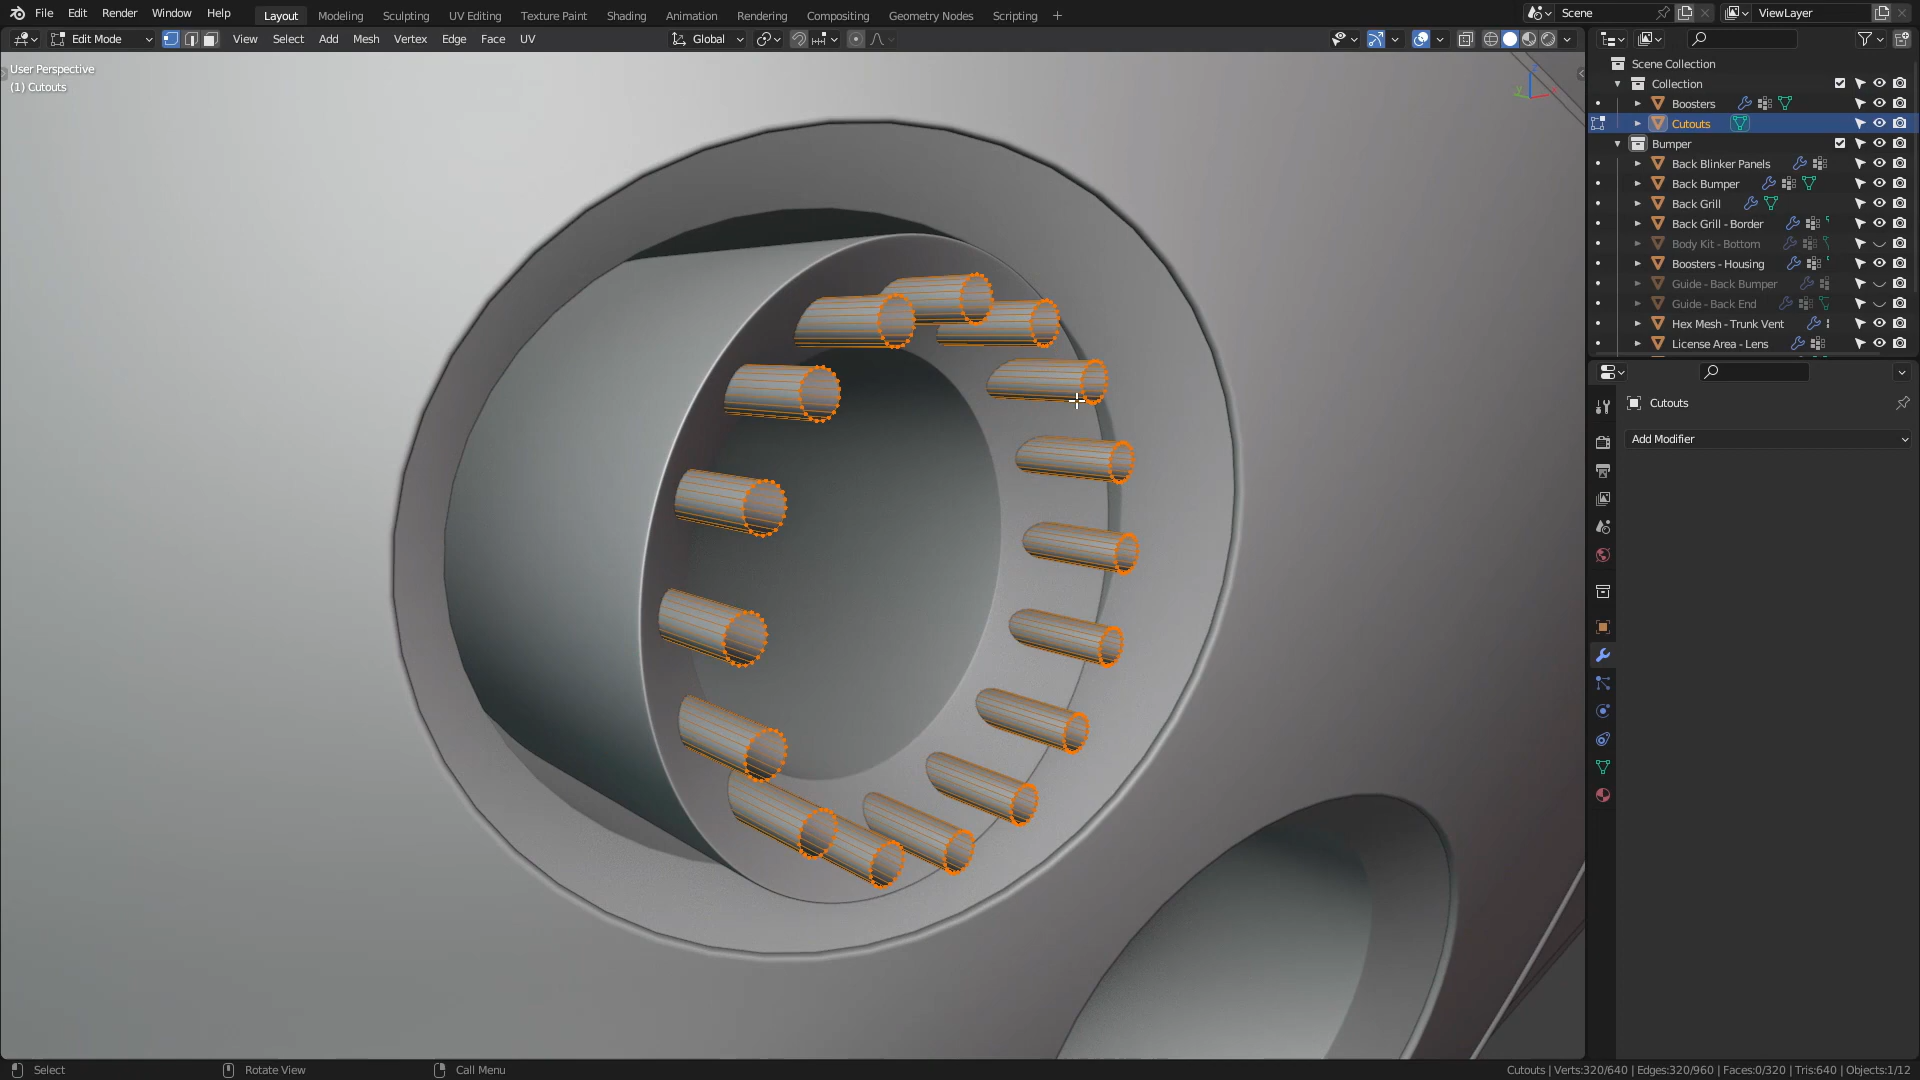 File Edit Render Window Help Layout Modeling Sculpting UV Editing Texture Paint Shading Animation Rendering Compositing Geometry Nodes Scripting + Scene ViewLayer
Edit Mode View Select Add Mesh Vertex Edge Face UV Global
User Perspective
(1) Cutouts
Scene Collection
Collection
Boosters
Cutouts
Bumper
Back Blinker Panels
Back Bumper
Back Grill
Back Grill - Border
Body Kit - Bottom
Boosters - Housing
Guide - Back Bumper
Guide - Back End
Hex Mesh - Trunk Vent
License Area - Lens
Cutouts
Add Modifier
Select Rotate View Call Menu Cutouts | Verts:320/640 | Edges:320/960 | Faces:0/320 | Tris:640 | Objects:1/12